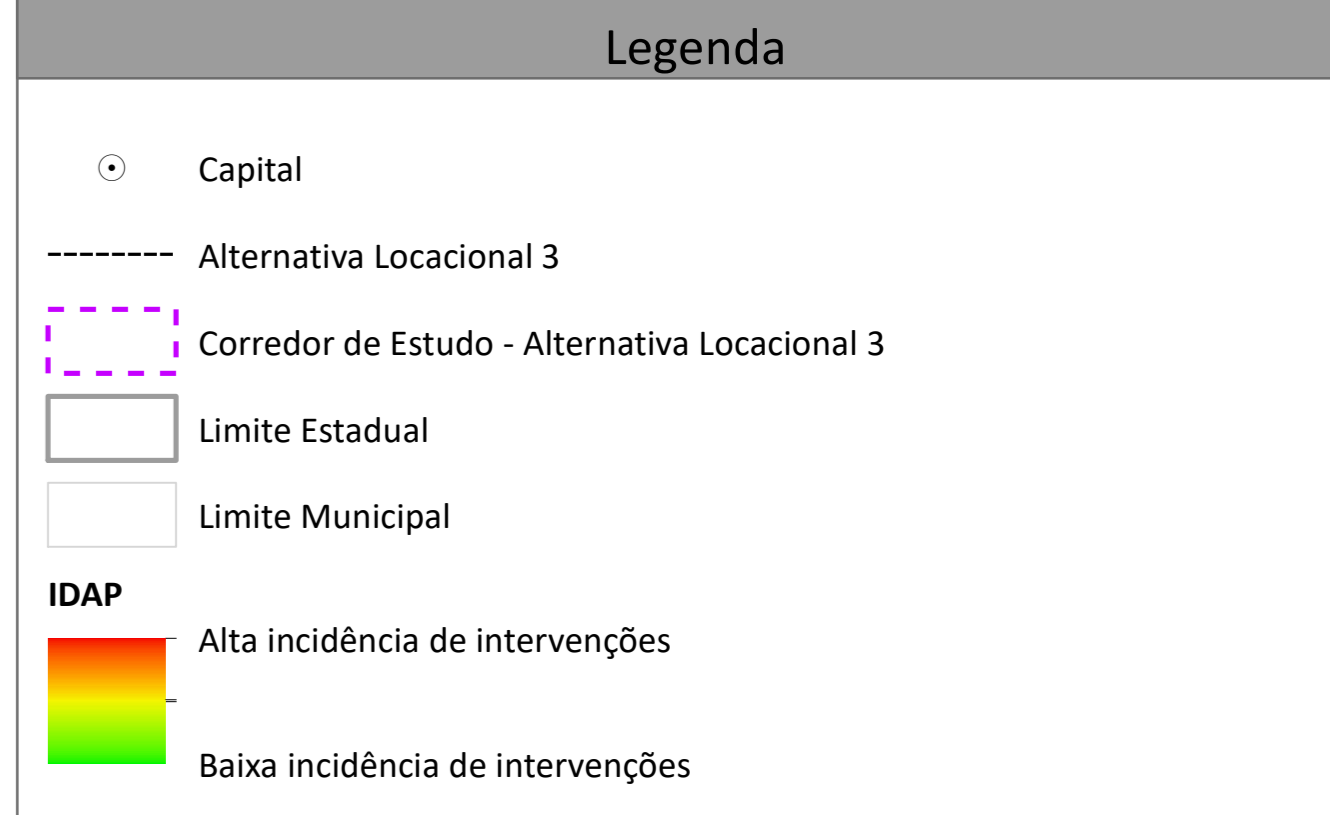 Legenda
Capital
Alternativa Locacional 3
Corredor de Estudo - Alternativa Locacional 3
Limite Estadual
Limite Municipal
IDAP
Alta incidência de intervenções
Baixa incidência de intervenções